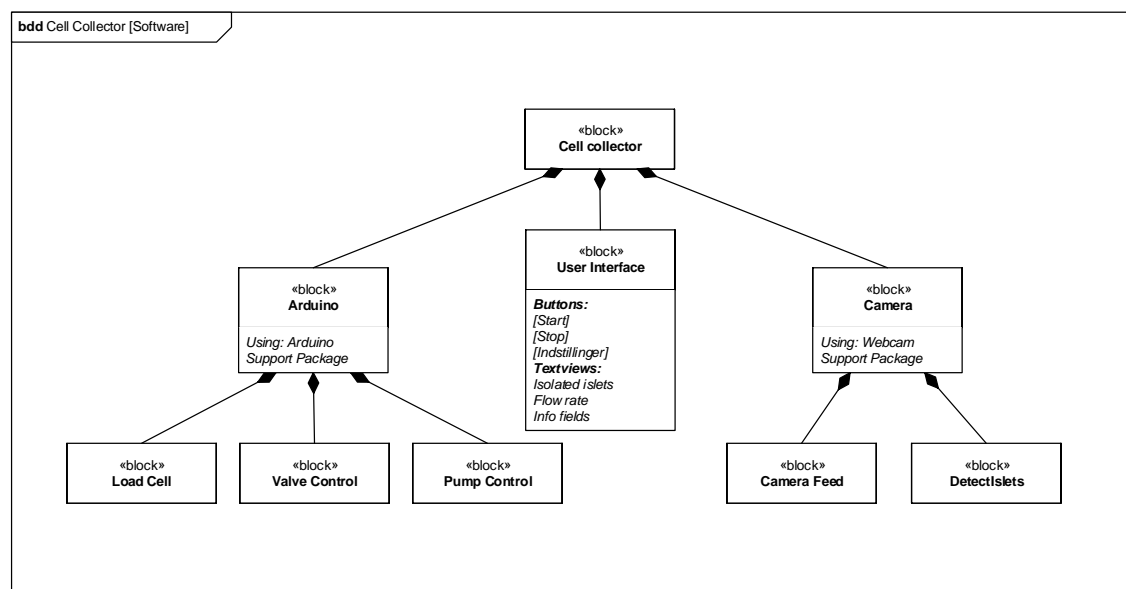 bdd Cell Collector [Software]
«block»
Cell collector
«block»
User Interface
Buttons:
[Start]
[Stop]
[Indstillinger]
Textviews:
Isolated islets
Flow rate
Info fields
«block»
Arduino
Using: Arduino
Support Package
«block»
Camera
Using: Webcam
Support Package
«block»
Load Cell
«block»
Valve Control
«block»
Pump Control
«block»
Camera Feed
«block»
DetectIslets